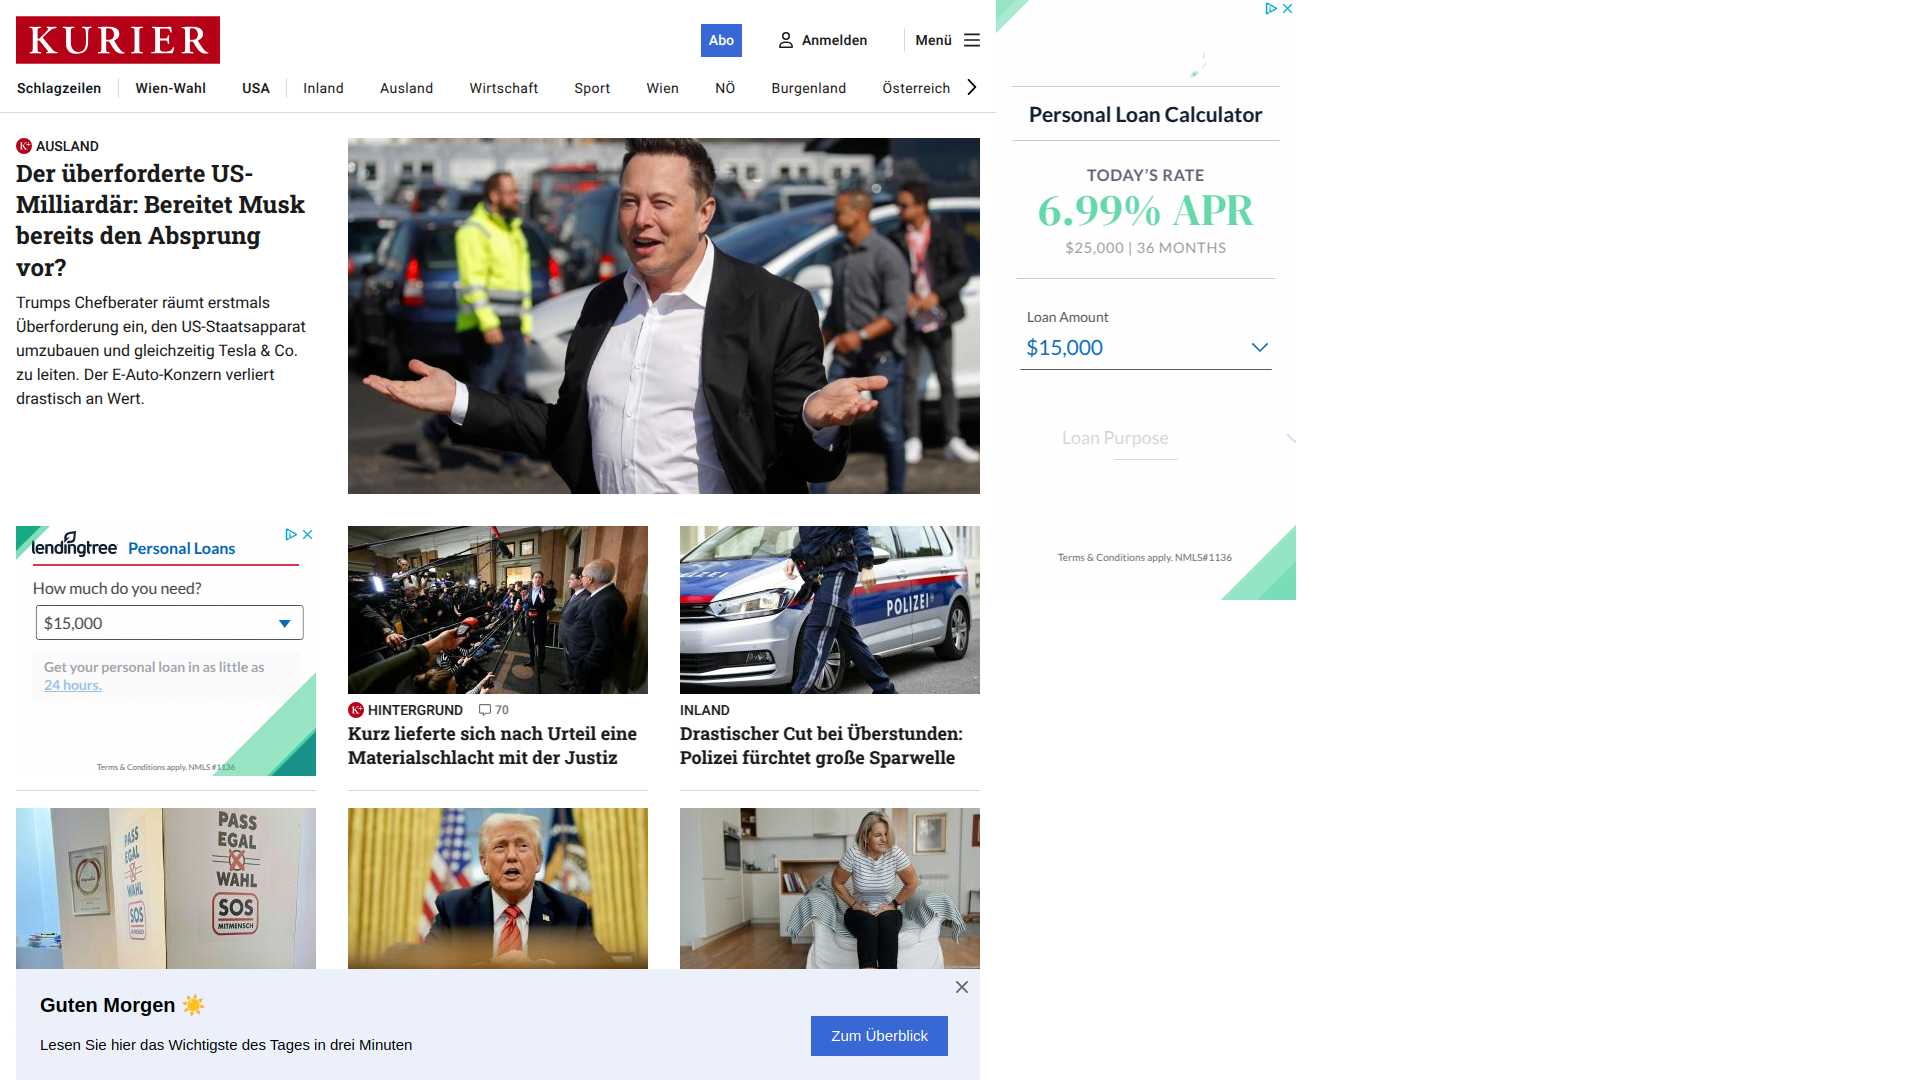 KURIER
Abo
Anmelden
Menü
Schlagzeilen
Wien-Wahl
USA
Inland
Ausland
Wirtschaft
Sport
Wien
NÖ
Burgenland
Österreich
K+ AUSLAND
Der überforderte US-
Milliardär: Bereitet Musk
bereits den Absprung
vor?
Trumps Chefberater räumt erstmals
Überforderung ein, den US-Staatsapparat
umzubauen und gleichzeitig Tesla & Co.
zu leiten. Der E-Auto-Konzern verliert
drastisch an Wert.
Personal Loan Calculator
TODAY'S RATE
6.99% APR
$25,000 | 36 MONTHS
Loan Amount
$15,000
Loan Purpose
Terms & Conditions apply. NMLS#1136
lendingtree Personal Loans
How much do you need?
$15,000
Get your personal loan in as little as
24 hours.
Terms & Conditions apply. NMLS #1136
K+ HINTERGRUND 70
Kurz lieferte sich nach Urteil eine
Materialschlacht mit der Justiz
POLIZEI
INLAND
Drastischer Cut bei Überstunden:
Polizei fürchtet große Sparwelle
PASS
EGAL
WAHL
SOS
MITMENSCH
PASS
EGAL
WAHL
SOS
Guten Morgen ☀️
Lesen Sie hier das Wichtigste des Tages in drei Minuten
Zum Überblick